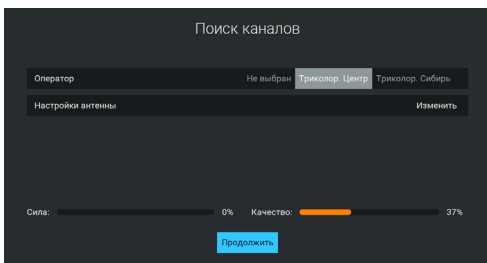 Поиск каналов
Оператор Не выбран Триколор. Центр Триколор. Сибирь
Настройки антенны Изменить
Сила: 0% Качество: 37%
Продолжить